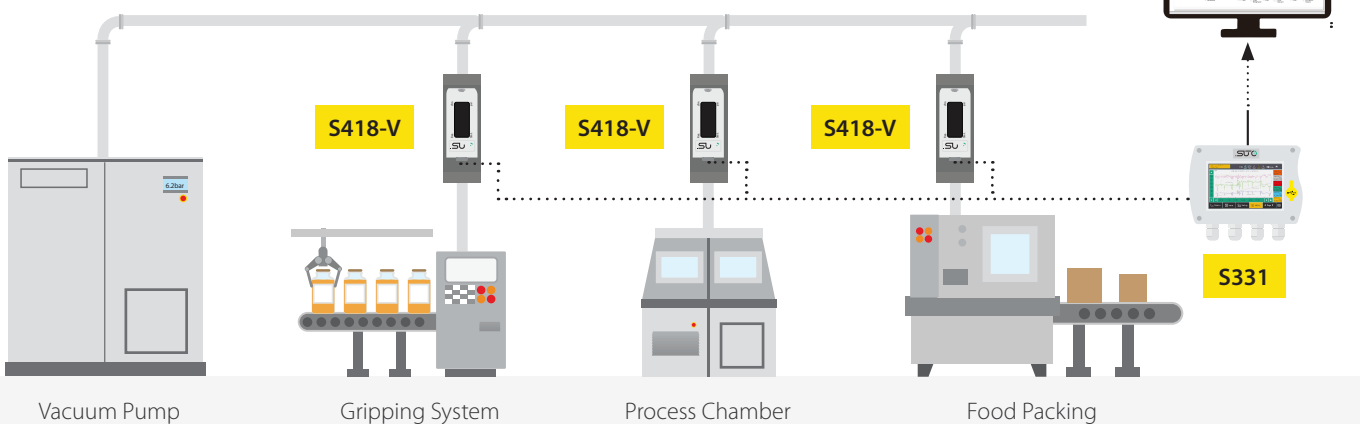 S418-V
S418-V
S418-V
6.2bar
SUTO
S331
Vacuum Pump
Gripping System
Process Chamber
Food Packing